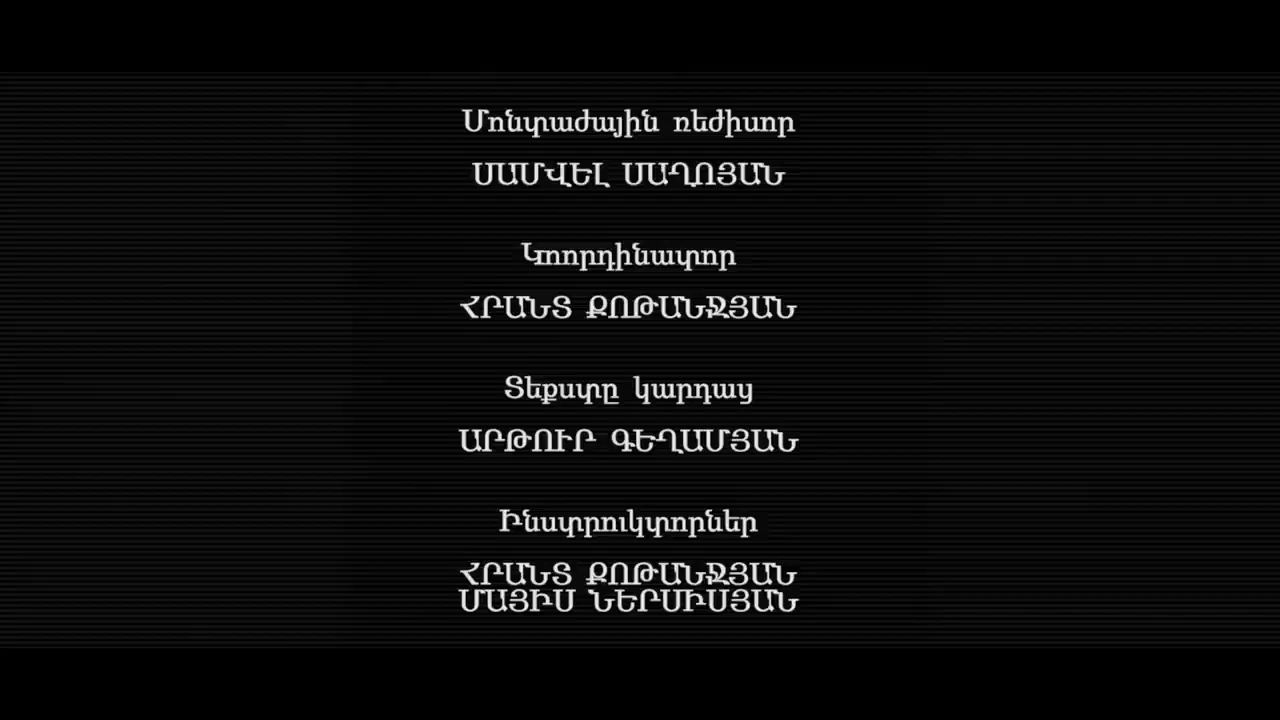 Մոնտաժային ռեժիսոր
ՍԱՄՎԵԼ ՍԱՂՈՅԱՆ
Կոորդինատոր
ՀՐԱՆՏ ՔՈԹԱՆՋՅԱՆ
Տեքստը կարդաց
ԱՐԹՈՒՐ ԳԵՂԱՄՅԱՆ
Ինստրուկտորներ
ՀՐԱՆՏ ՔՈԹԱՆՋՅԱՆ
ՄԱՅԻՍ ՆԵՐՍԻՍՅԱՆ